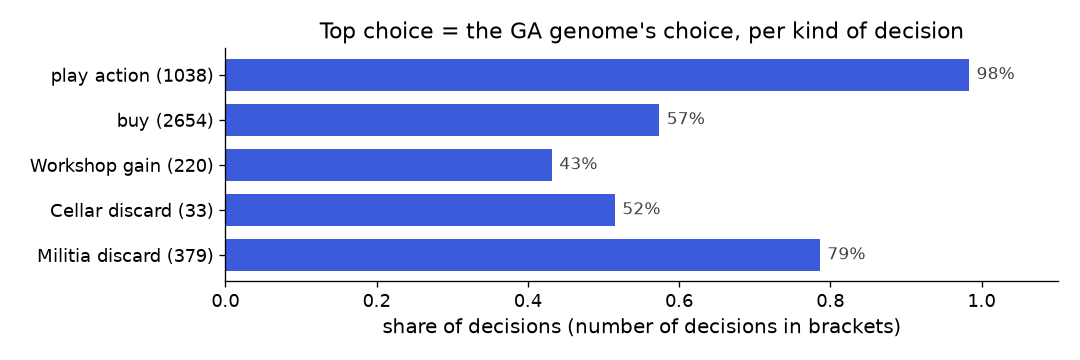 Top choice = the GA genome's choice, per kind of decision
play action (1038)
98%
buy (2654)
57%
Workshop gain (220)
43%
Cellar discard (33)
52%
Militia discard (379)
79%
0.0 0.2 0.4 0.6 0.8 1.0
share of decisions (number of decisions in brackets)